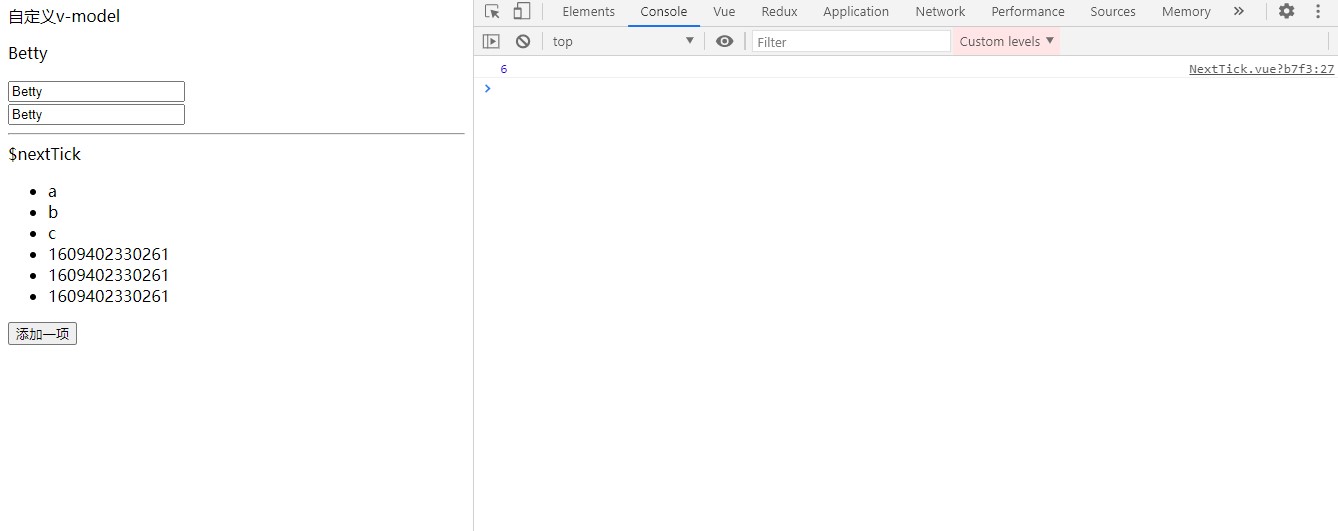 自定义v-model
Betty
Betty
Betty
$nextTick
a
b
c
1609402330261
1609402330261
1609402330261
添加一项
Elements Console Vue Redux Application Network Performance Sources Memory »
top Filter Custom levels
6 NextTick.vue?b7f3:27